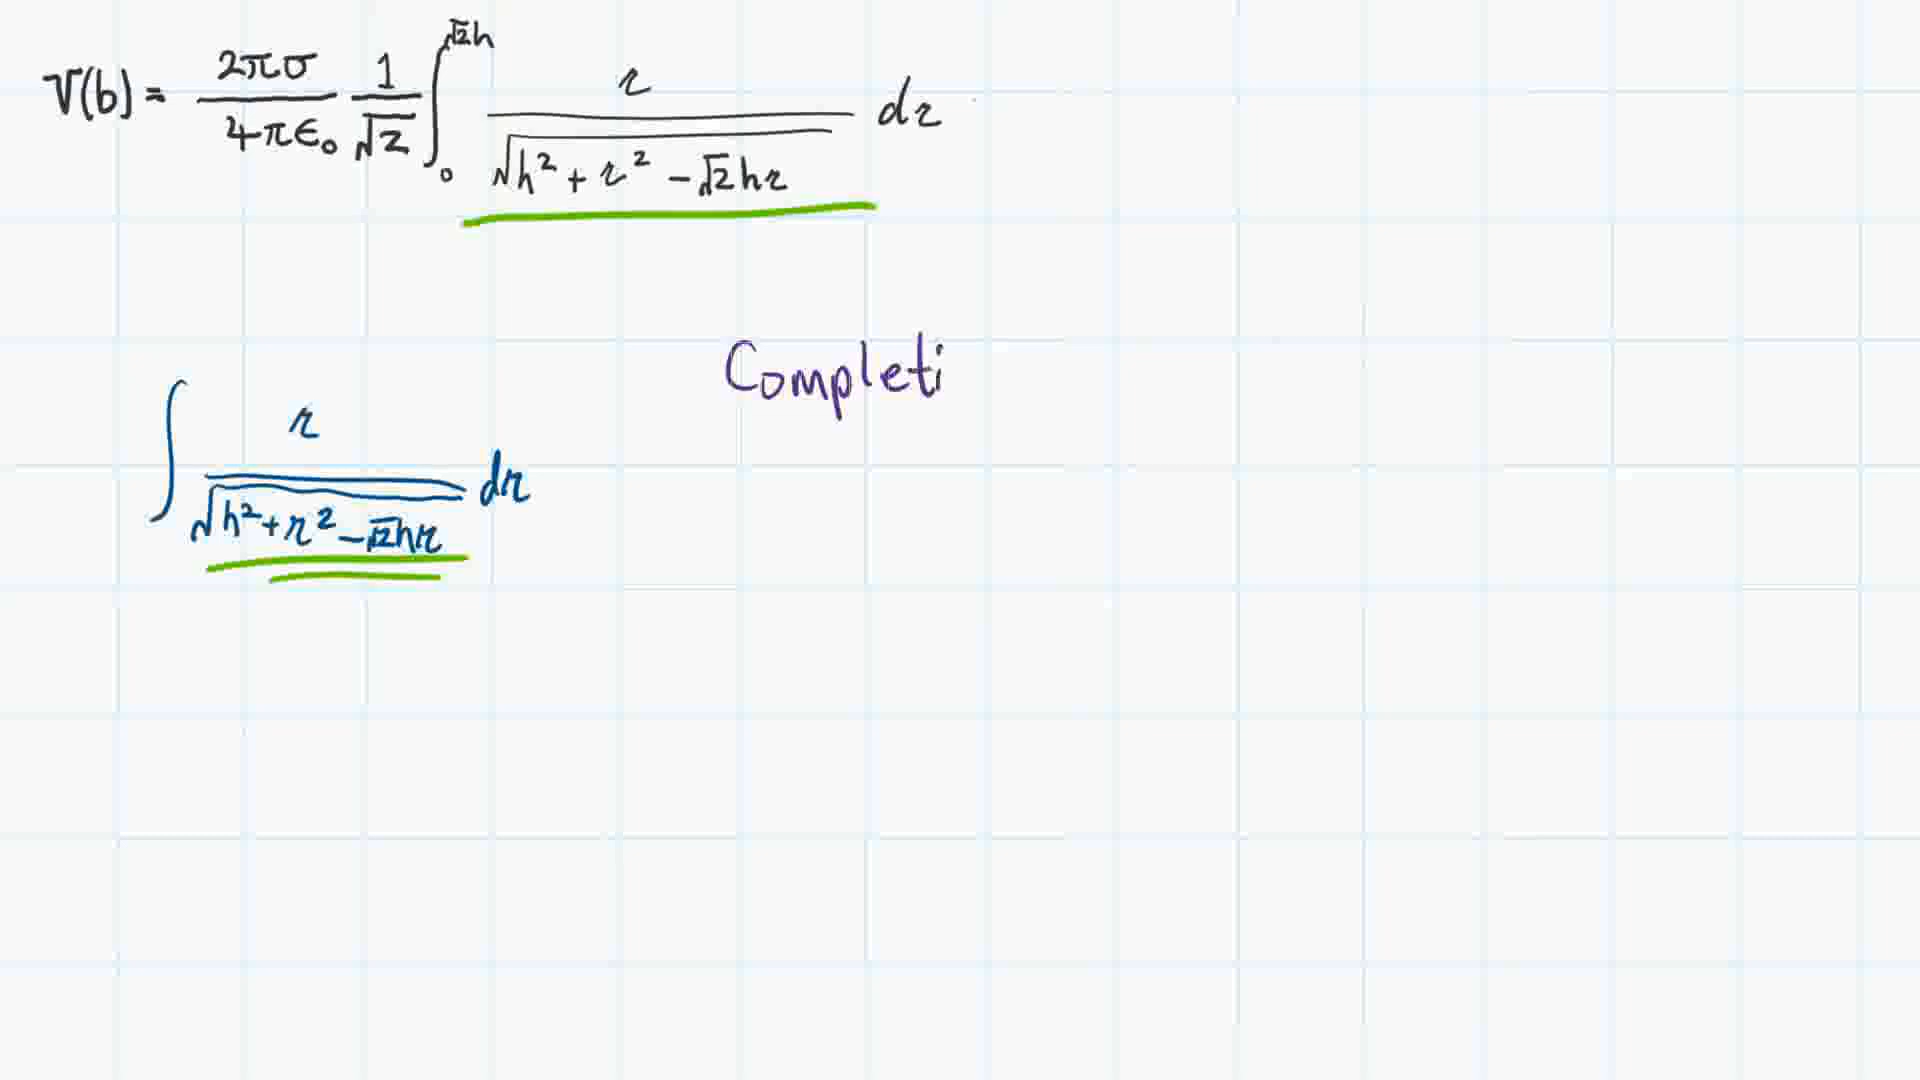 V(b) = 2πσ / 4πε₀ 1/√2 ∫₀^√2h r / √(h² + r² - √2hr) dr
Completi
∫ r / √(h² + r² - √2hr) dr